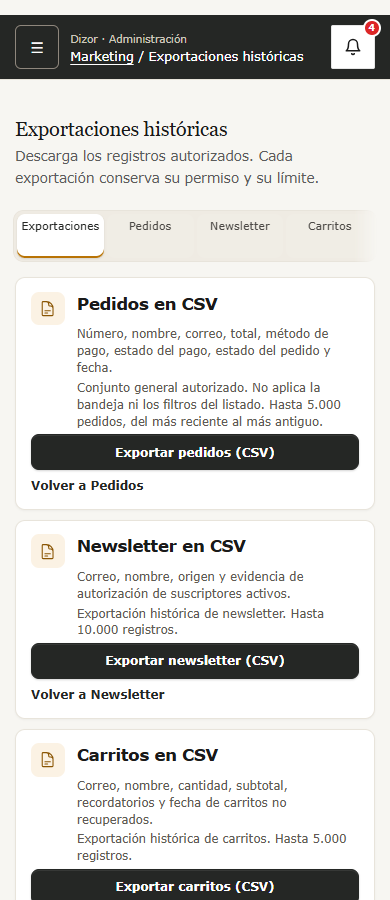 Dizor · Administración
Marketing / Exportaciones históricas
4
Exportaciones históricas
Descarga los registros autorizados. Cada
exportación conserva su permiso y su límite.
Exportaciones
Pedidos
Newsletter
Carritos
Pedidos en CSV
Número, nombre, correo, total, método de
pago, estado del pago, estado del pedido y
fecha.
Conjunto general autorizado. No aplica la
bandeja ni los filtros del listado. Hasta 5.000
pedidos, del más reciente al más antiguo.
Exportar pedidos (CSV)
Volver a Pedidos
Newsletter en CSV
Correo, nombre, origen y evidencia de
autorización de suscriptores activos.
Exportación histórica de newsletter. Hasta
10.000 registros.
Exportar newsletter (CSV)
Volver a Newsletter
Carritos en CSV
Correo, nombre, cantidad, subtotal,
recordatorios y fecha de carritos no
recuperados.
Exportación histórica de carritos. Hasta 5.000
registros.
Exportar carritos (CSV)